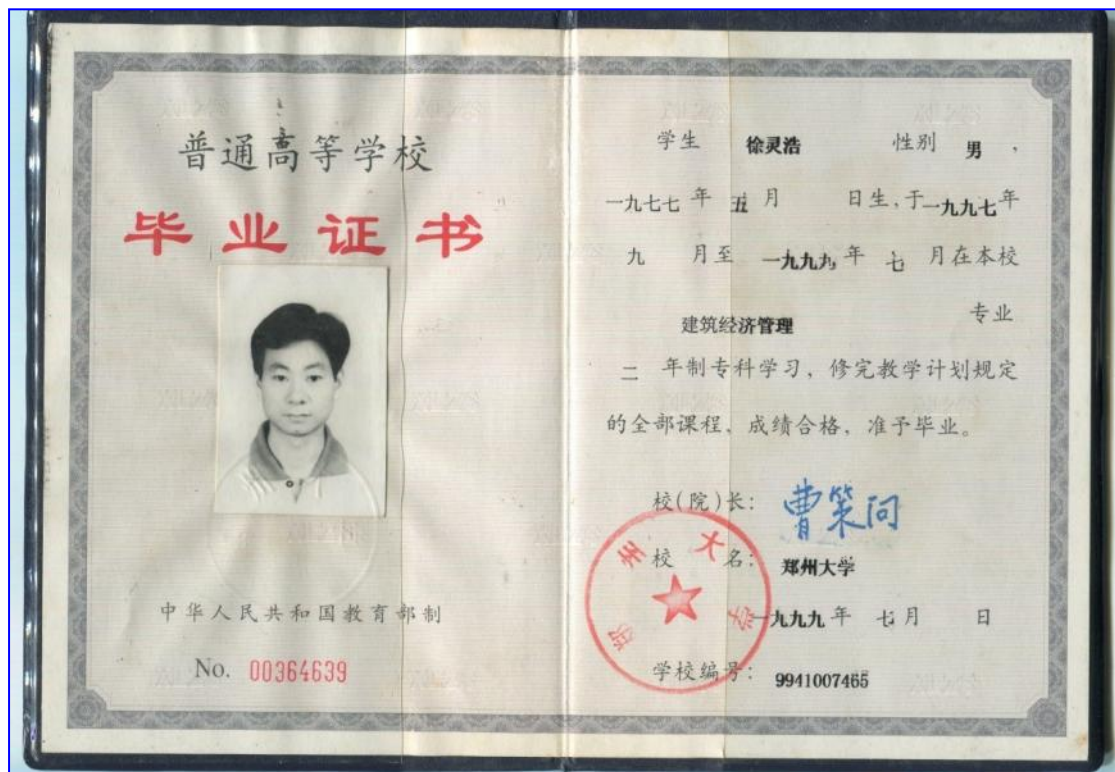 普通高等学校
毕业证书
中华人民共和国教育部制
No. 00364639
学生 徐灵浩 性别 男，
一九七七年 五月 日生，于一九九七年
九 月至 一九九九年 七 月在本校
建筑经济管理 专业
二 年制专科学习，修完教学计划规定
的全部课程，成绩合格，准予毕业。
校(院)长：曹策问
校 名：郑州大学
一九九九年 七月 日
学校编号：9941007465
郑州大学